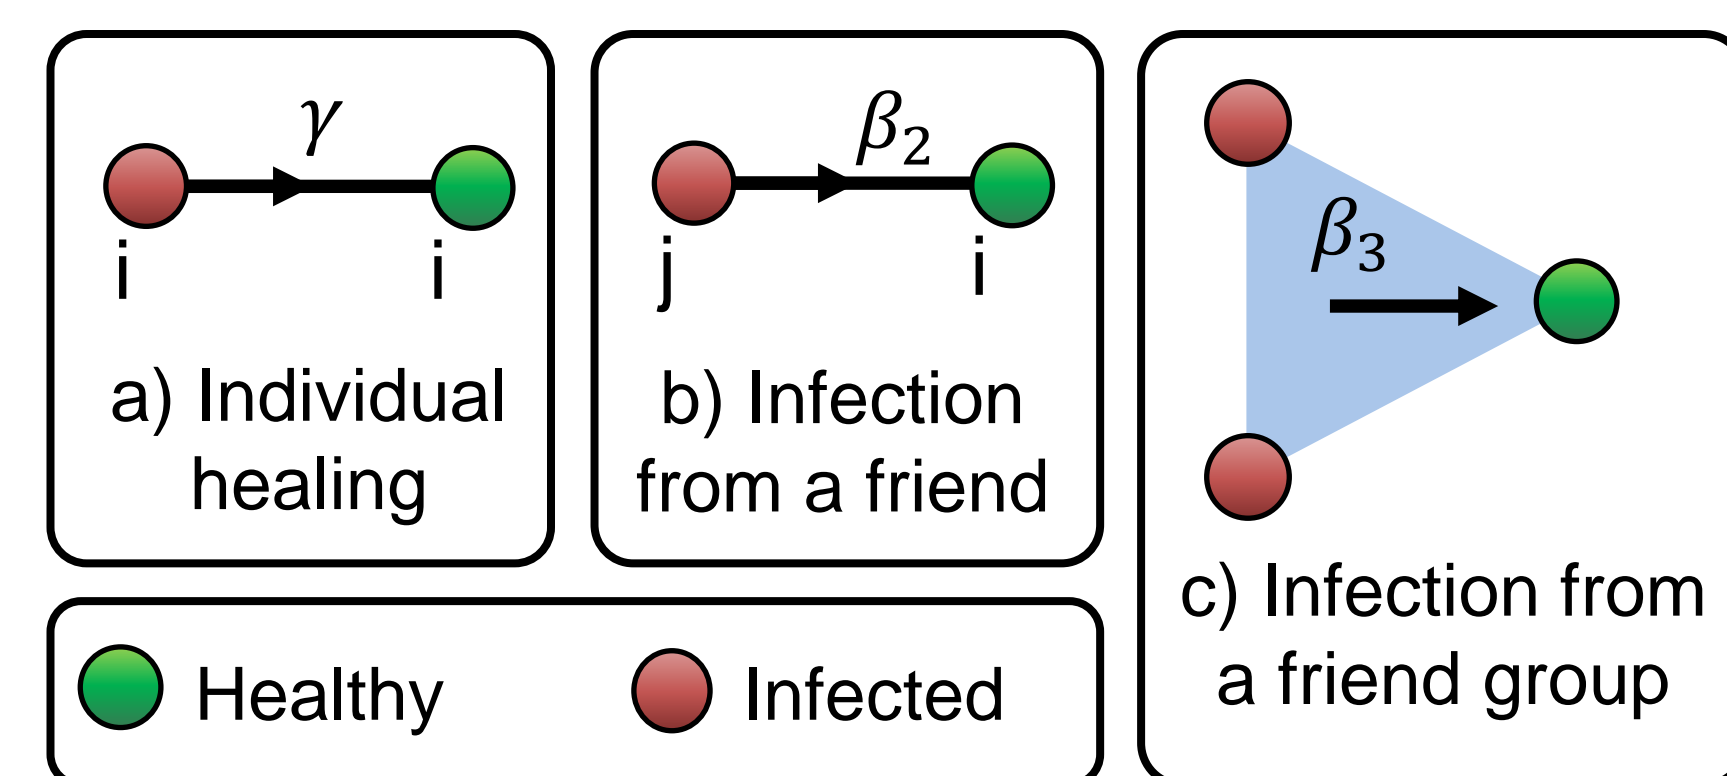 γ
i i
a) Individual
healing
β₂
j i
b) Infection
from a friend
β₃
c) Infection from
a friend group
Healthy
Infected